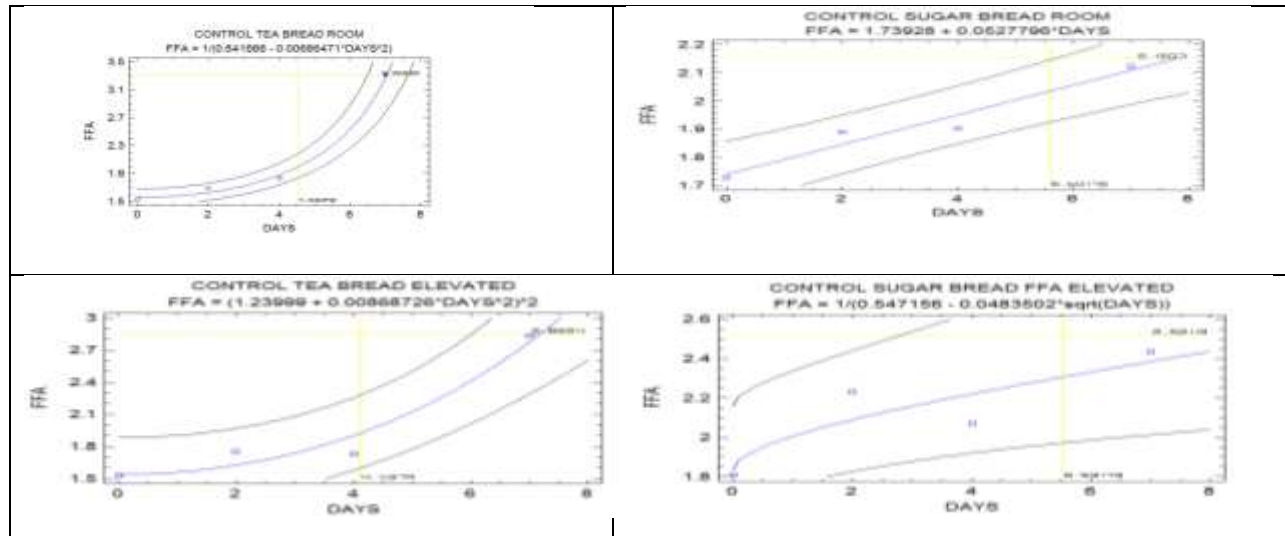 CONTROL TEA BREAD ROOM
FFA = 1/(0.641666 - 0.00686471*DAYS^2)
3.5
3.1
2.7
FFA
1.9
1.5
0
2
4
6
8
DAYS
CONTROL SUGAR BREAD ROOM
FFA = 1.73928 + 0.0527796*DAYS
2.2
2.1
2
FFA
1.9
1.8
1.7
0
2
4
6
8
DAYS
CONTROL TEA BREAD ELEVATED
FFA = (1.23999 + 0.00868726*DAYS^2)^2
3
2.7
2.4
FFA
2.1
1.8
1.5
0
2
4
6
8
DAYS
CONTROL SUGAR BREAD FFA ELEVATED
FFA = 1/(0.547156 - 0.0483502*sqrt(DAYS))
2.6
2.4
FFA
2.2
2
1.8
0
2
4
6
8
DAYS